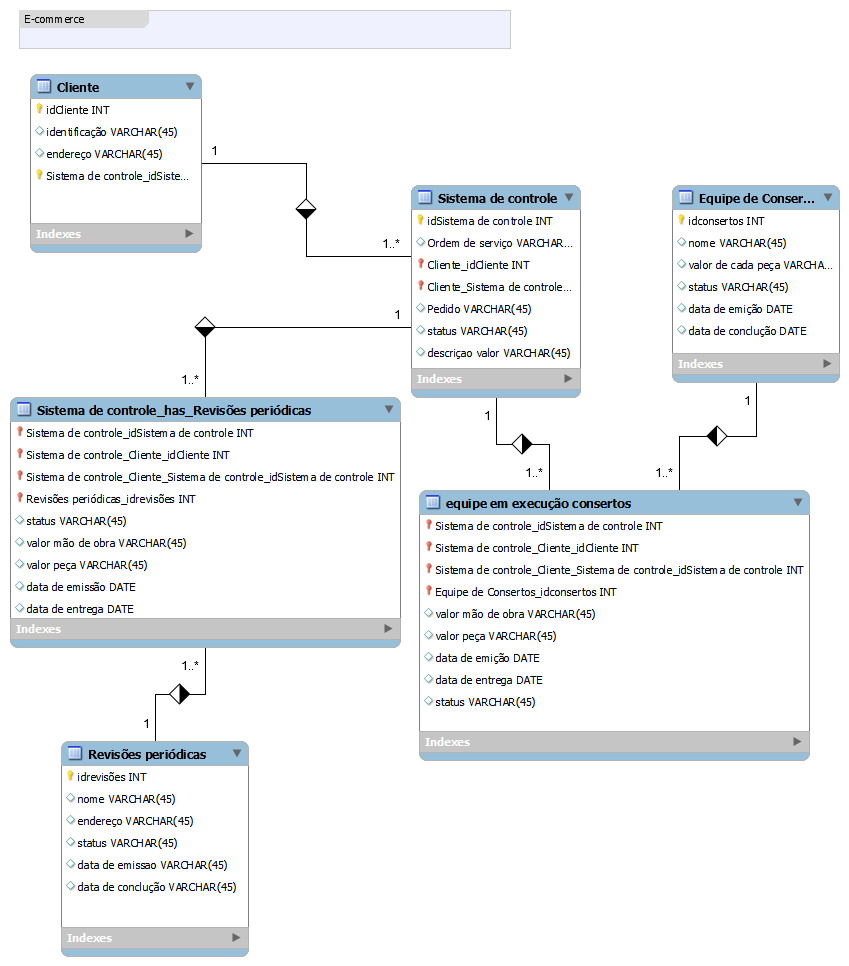 E-commerce
Cliente
idCliente INT
identificação VARCHAR(45)
endereço VARCHAR(45)
Sistema de controle_idSiste...
Indexes
1
1..*
Sistema de controle
idSistema de controle INT
Ordem de serviço VARCHAR...
Cliente_idCliente INT
Cliente_Sistema de controle...
Pedido VARCHAR(45)
status VARCHAR(45)
descriçao valor VARCHAR(45)
Indexes
Equipe de Conser...
idconsertos INT
nome VARCHAR(45)
valor de cada peça VARCHA...
status VARCHAR(45)
data de emição DATE
data de conclução DATE
Indexes
1
1..*
1
1..*
1
1..*
Sistema de controle_has_Revisões periódicas
Sistema de controle_idSistema de controle INT
Sistema de controle_Cliente_idCliente INT
Sistema de controle_Cliente_Sistema de controle_idSistema de controle INT
Revisões periódicas_idrevisões INT
status VARCHAR(45)
valor mão de obra VARCHAR(45)
valor peça VARCHAR(45)
data de emissão DATE
data de entrega DATE
Indexes
equipe em execução consertos
Sistema de controle_idSistema de controle INT
Sistema de controle_Cliente_idCliente INT
Sistema de controle_Cliente_Sistema de controle_idSistema de controle INT
Equipe de Consertos_idconsertos INT
valor mão de obra VARCHAR(45)
valor peça VARCHAR(45)
data de emição DATE
data de entrega DATE
status VARCHAR(45)
Indexes
1..*
1
Revisões periódicas
idrevisões INT
nome VARCHAR(45)
endereço VARCHAR(45)
status VARCHAR(45)
data de emissao VARCHAR(45)
data de conclução VARCHAR(45)
Indexes